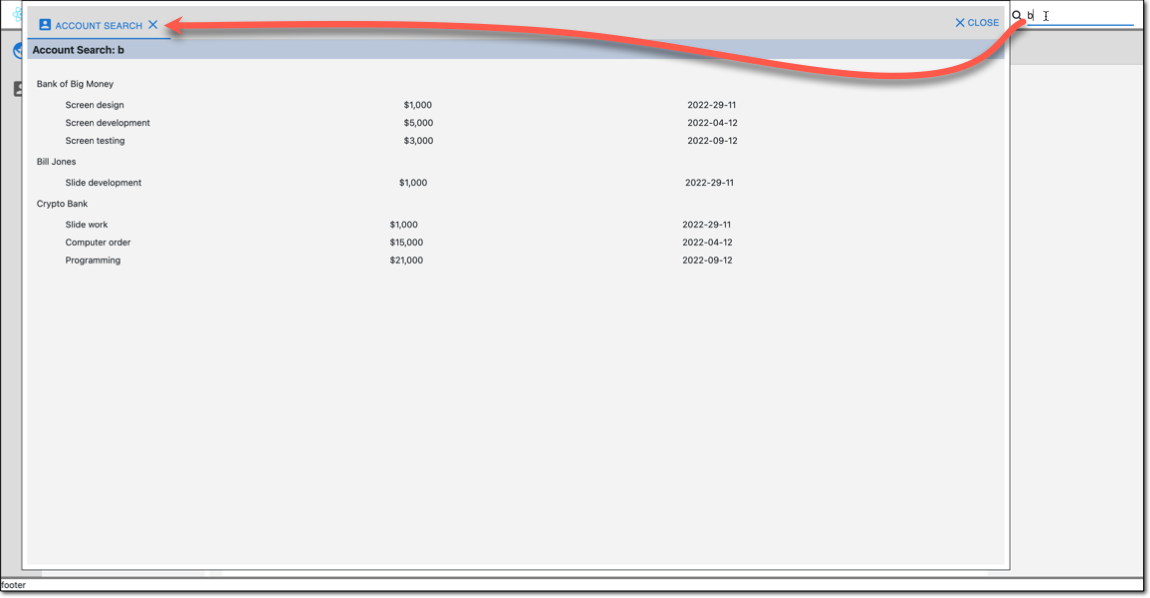 ACCOUNT SEARCH
CLOSE
b
Account Search: b
Bank of Big Money
Screen design $1,000 2022-29-11
Screen development $5,000 2022-04-12
Screen testing $3,000 2022-09-12
Bill Jones
Slide development $1,000 2022-29-11
Crypto Bank
Slide work $1,000 2022-29-11
Computer order $15,000 2022-04-12
Programming $21,000 2022-09-12
footer